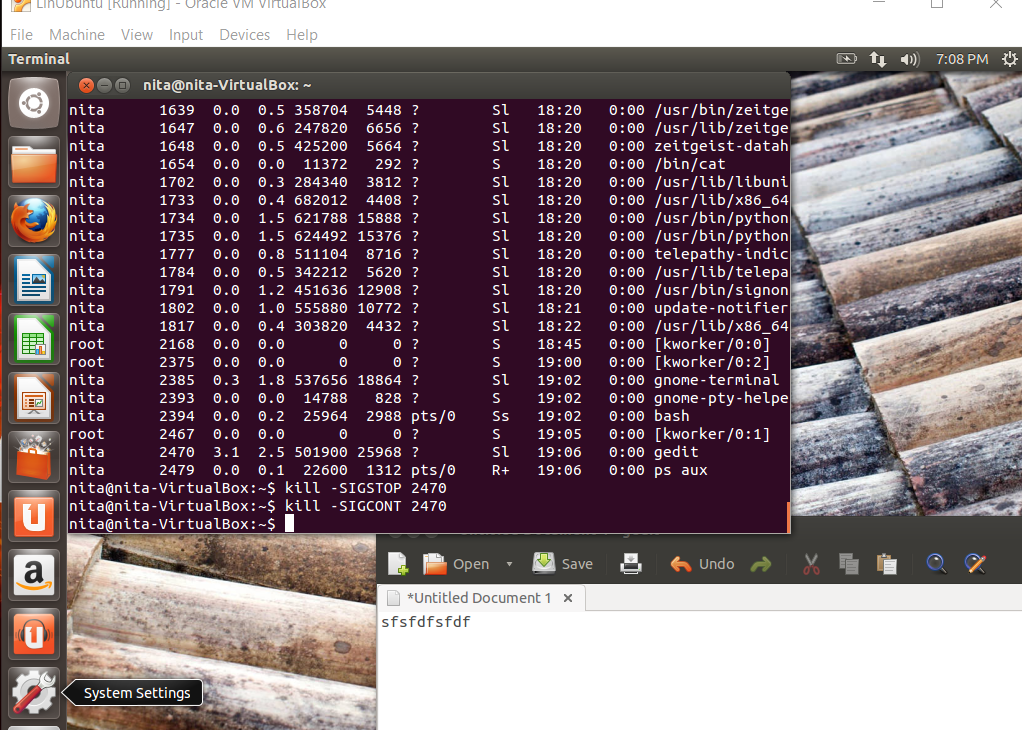 LinUbuntu [Running] - Oracle VM VirtualBox
File Machine View Input Devices Help
Terminal 7:08 PM
nita@nita-VirtualBox: ~
nita 1639 0.0 0.5 358704 5448 ? Sl 18:20 0:00 /usr/bin/zeitge
nita 1647 0.0 0.6 247820 6656 ? Sl 18:20 0:00 /usr/lib/zeitge
nita 1648 0.0 0.5 425200 5664 ? Sl 18:20 0:00 zeitgeist-datah
nita 1654 0.0 0.0 11372 292 ? S 18:20 0:00 /bin/cat
nita 1702 0.0 0.3 284340 3812 ? Sl 18:20 0:00 /usr/lib/libuni
nita 1733 0.0 0.4 682012 4408 ? Sl 18:20 0:00 /usr/lib/x86_64
nita 1734 0.0 1.5 621788 15888 ? Sl 18:20 0:00 /usr/bin/python
nita 1735 0.0 1.5 624492 15376 ? Sl 18:20 0:00 /usr/bin/python
nita 1777 0.0 0.8 511104 8716 ? Sl 18:20 0:00 telepathy-indic
nita 1784 0.0 0.5 342212 5620 ? Sl 18:20 0:00 /usr/lib/telepa
nita 1791 0.0 1.2 451636 12908 ? Sl 18:20 0:00 /usr/bin/signon
nita 1802 0.0 1.0 555880 10772 ? Sl 18:21 0:00 update-notifier
nita 1817 0.0 0.4 303820 4432 ? Sl 18:22 0:00 /usr/lib/x86_64
root 2168 0.0 0.0 0 0 ? S 18:45 0:00 [kworker/0:0]
root 2375 0.0 0.0 0 0 ? S 19:00 0:00 [kworker/0:2]
nita 2385 0.3 1.8 537656 18864 ? Sl 19:02 0:00 gnome-terminal
nita 2393 0.0 0.0 14788 828 ? S 19:02 0:00 gnome-pty-helpe
nita 2394 0.0 0.2 25964 2988 pts/0 Ss 19:02 0:00 bash
root 2467 0.0 0.0 0 0 ? S 19:05 0:00 [kworker/0:1]
nita 2470 3.1 2.5 501900 25968 ? Sl 19:06 0:00 gedit
nita 2479 0.0 0.1 22600 1312 pts/0 R+ 19:06 0:00 ps aux
nita@nita-VirtualBox:~$ kill -SIGSTOP 2470
nita@nita-VirtualBox:~$ kill -SIGCONT 2470
nita@nita-VirtualBox:~$
Open Save Undo
*Untitled Document 1
sfsfdfsfdf
System Settings